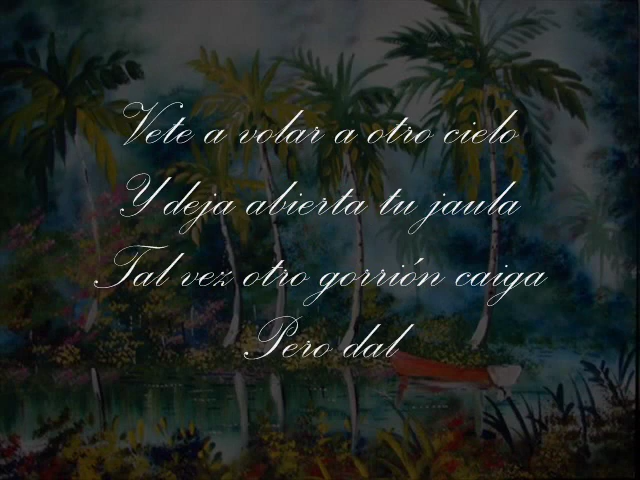 Vete a volar a otro cielo
Y deja abierta tu jaula
Tal vez otro gorrión caiga
Pero dal